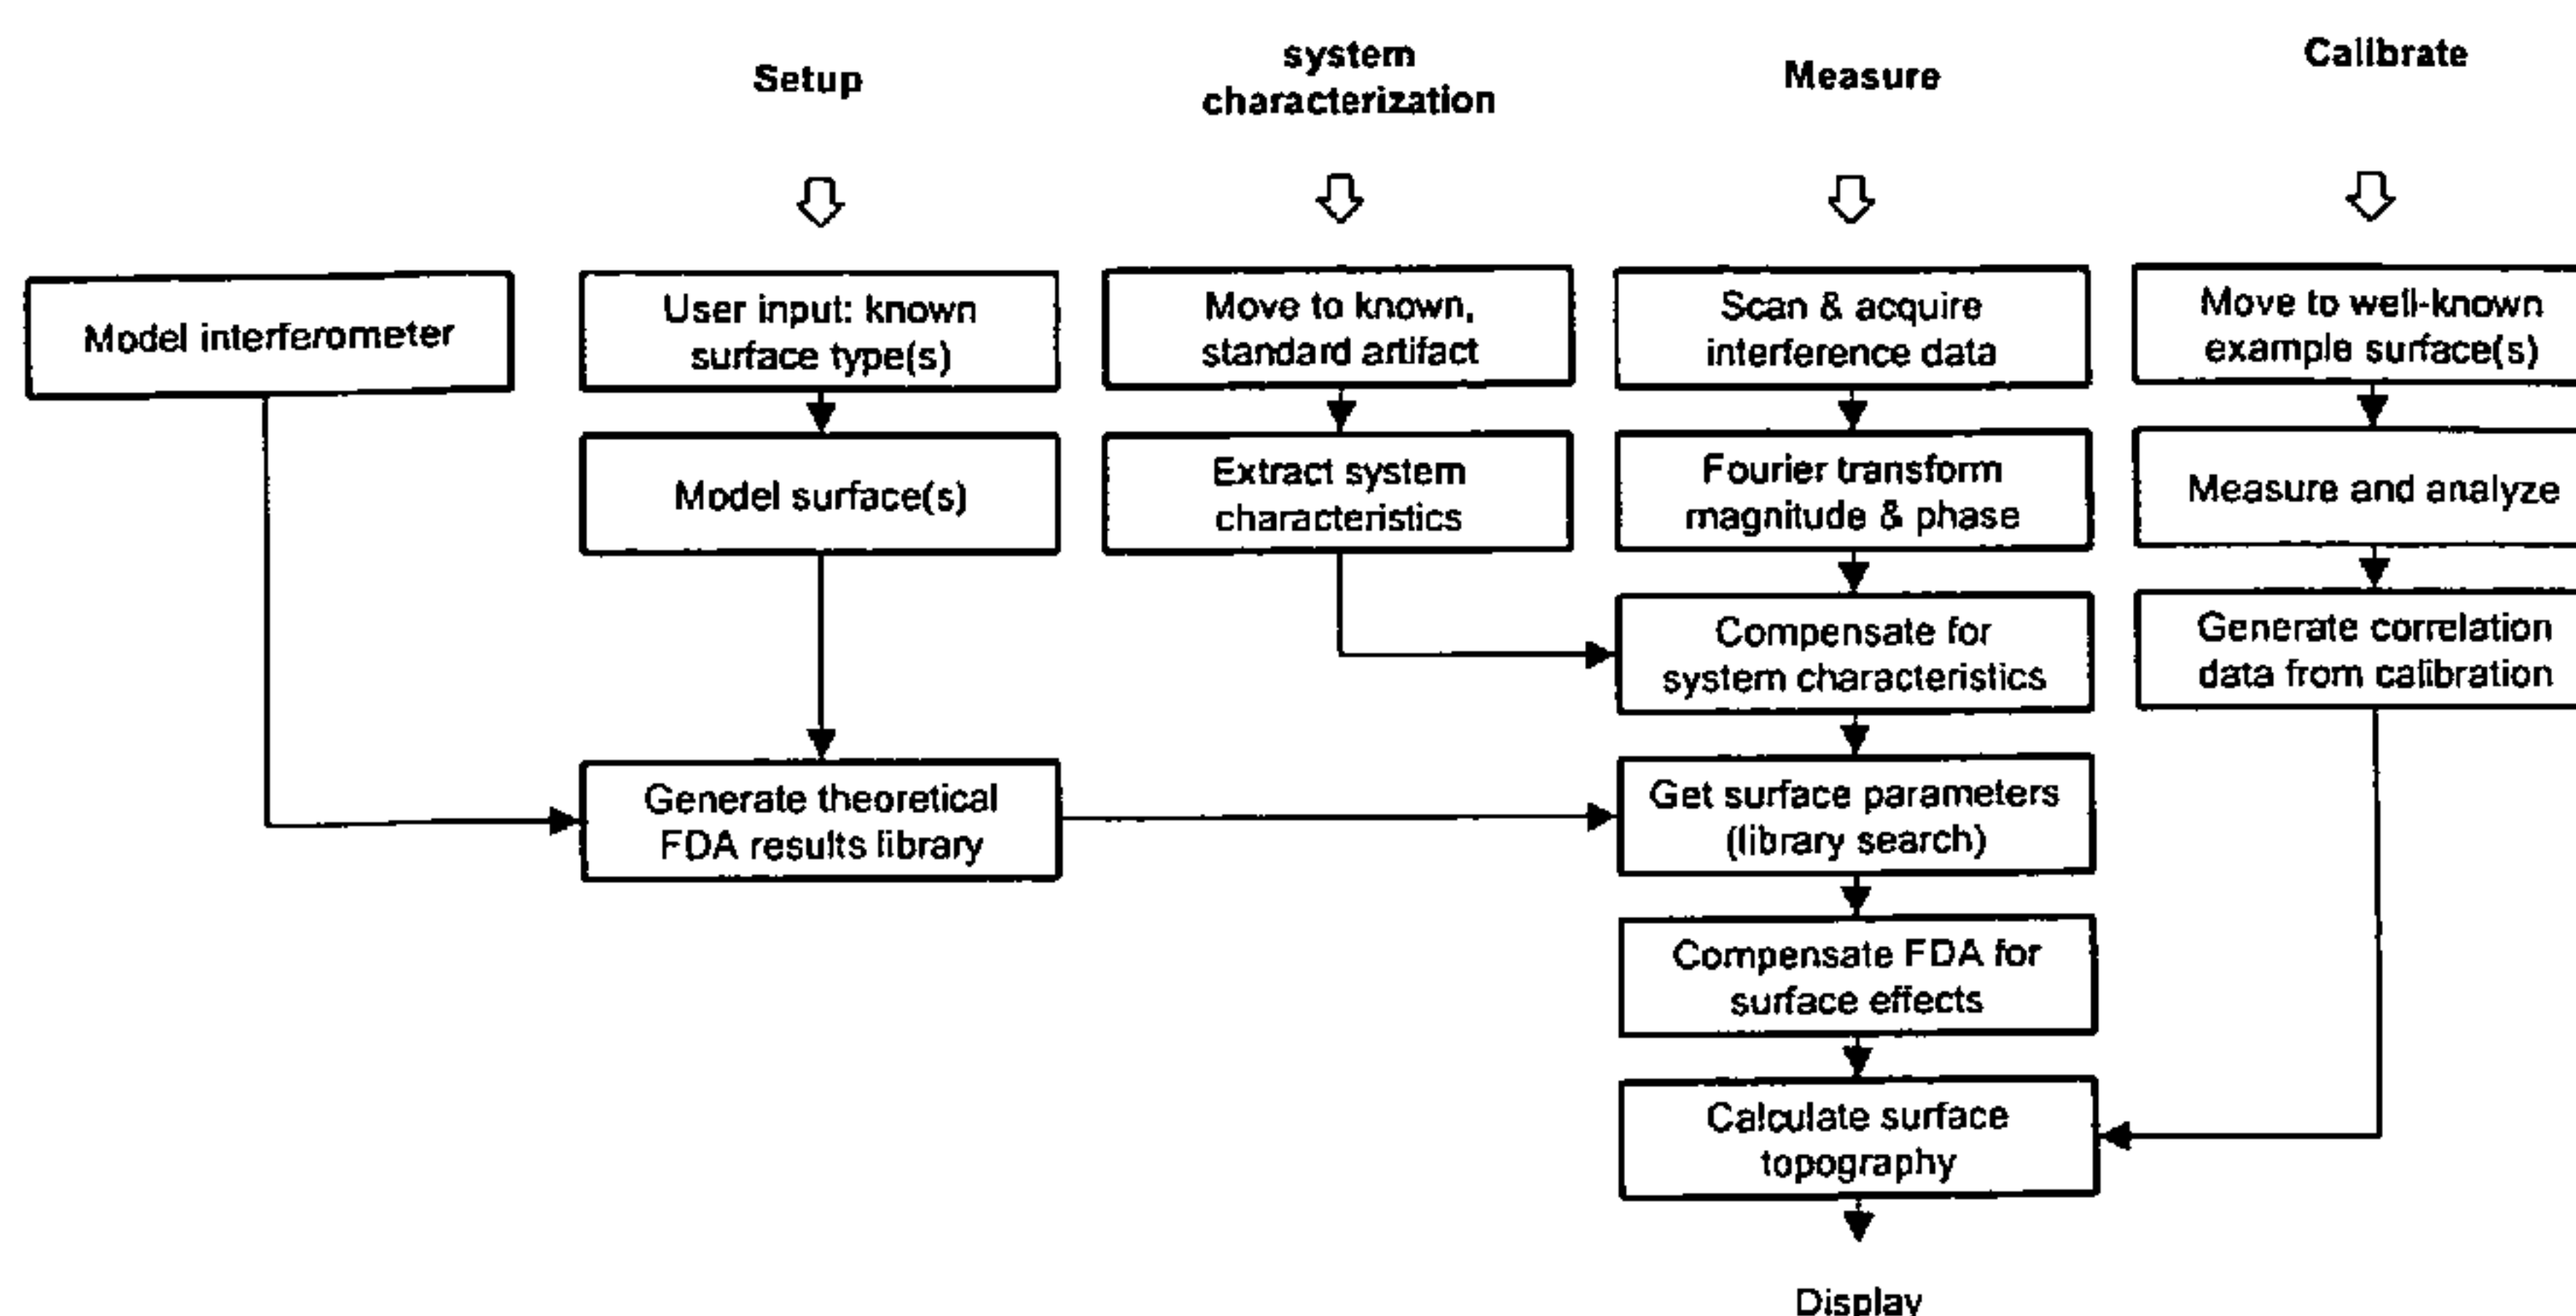 Setup
system
characterization
Measure
Calibrate
Model interferometer
User input: known
surface type(s)
Model surface(s)
Generate theoretical
FDA results library
Move to known,
standard artifact
Extract system
characteristics
Scan & acquire
interference data
Fourier transform
magnitude & phase
Compensate for
system characteristics
Get surface parameters
(library search)
Compensate FDA for
surface effects
Calculate surface
topography
Display
Move to well-known
example surface(s)
Measure and analyze
Generate correlation
data from calibration